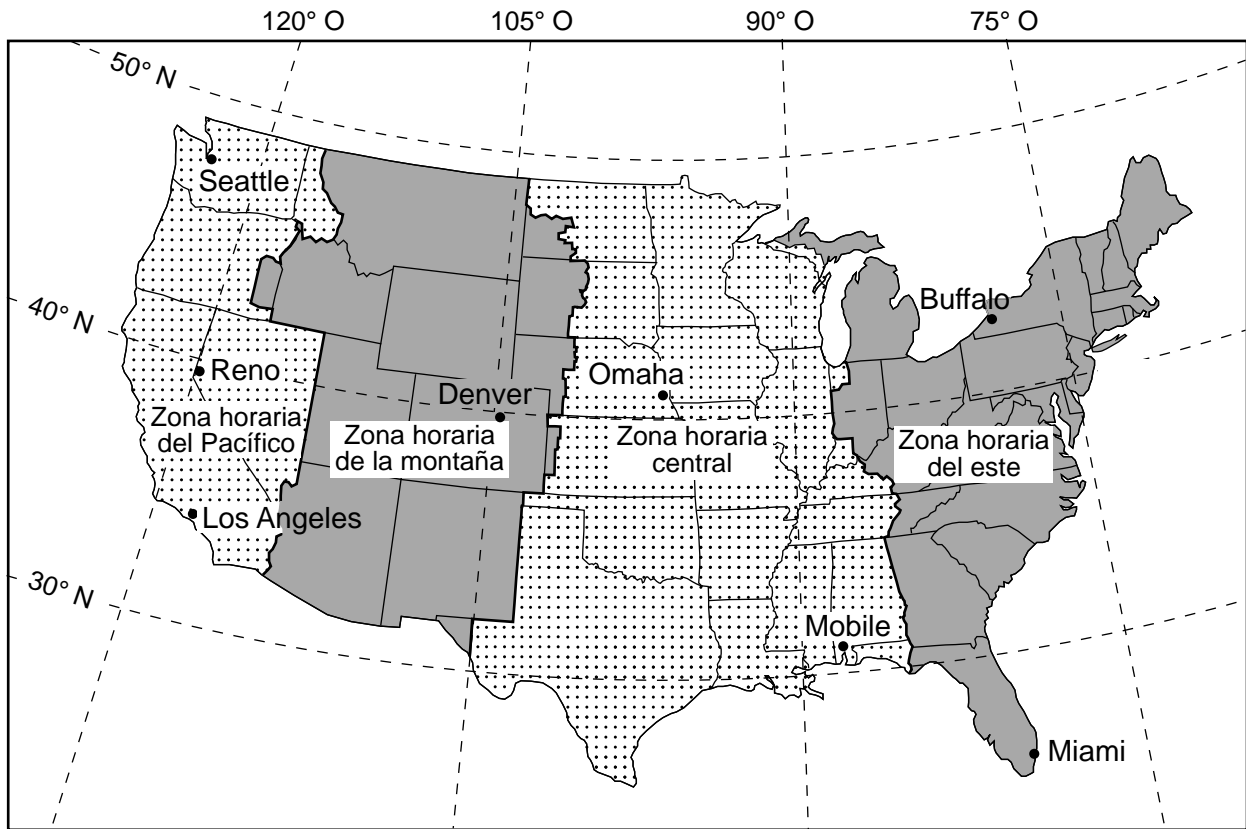 120° O
105° O
90° O
75° O
50° N
40° N
30° N
Seattle
Buffalo
Reno
Denver
Omaha
Zona horaria
del Pacífico
Zona horaria
de la montaña
Zona horaria
central
Zona horaria
del este
Los Angeles
Mobile
Miami